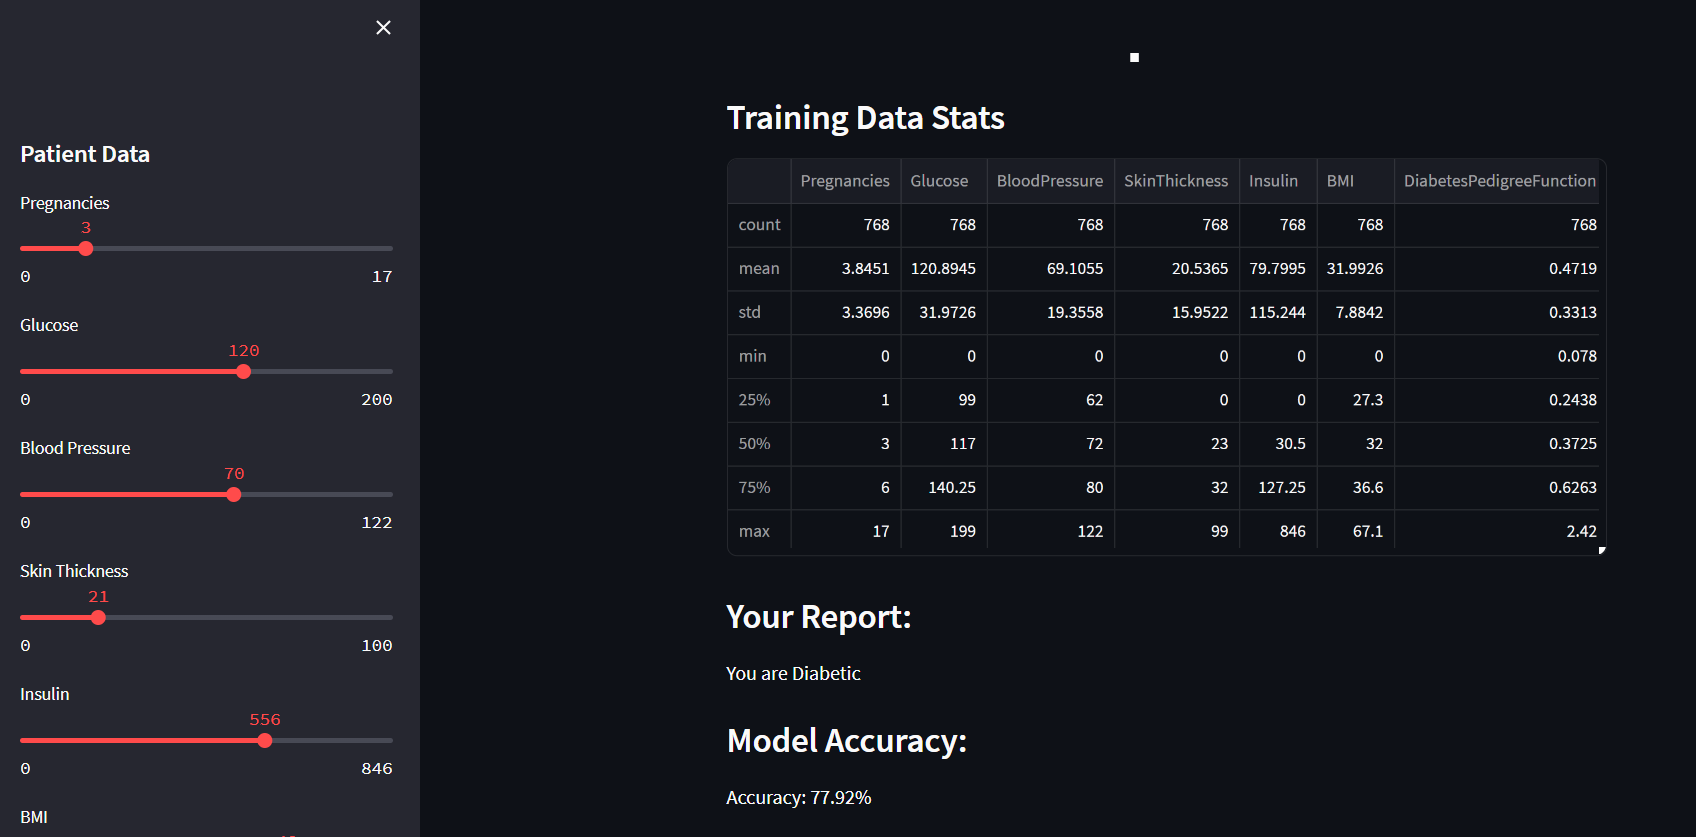 Patient Data
Pregnancies
3
0 17
Glucose
120
0 200
Blood Pressure
70
0 122
Skin Thickness
21
0 100
Insulin
556
0 846
BMI
Training Data Stats
Pregnancies Glucose BloodPressure SkinThickness Insulin BMI DiabetesPedigreeFunction
count 768 768 768 768 768 768 768
mean 3.8451 120.8945 69.1055 20.5365 79.7995 31.9926 0.4719
std 3.3696 31.9726 19.3558 15.9522 115.244 7.8842 0.3313
min 0 0 0 0 0 0 0.078
25% 1 99 62 0 0 27.3 0.2438
50% 3 117 72 23 30.5 32 0.3725
75% 6 140.25 80 32 127.25 36.6 0.6263
max 17 199 122 99 846 67.1 2.42
Your Report:
You are Diabetic
Model Accuracy:
Accuracy: 77.92%